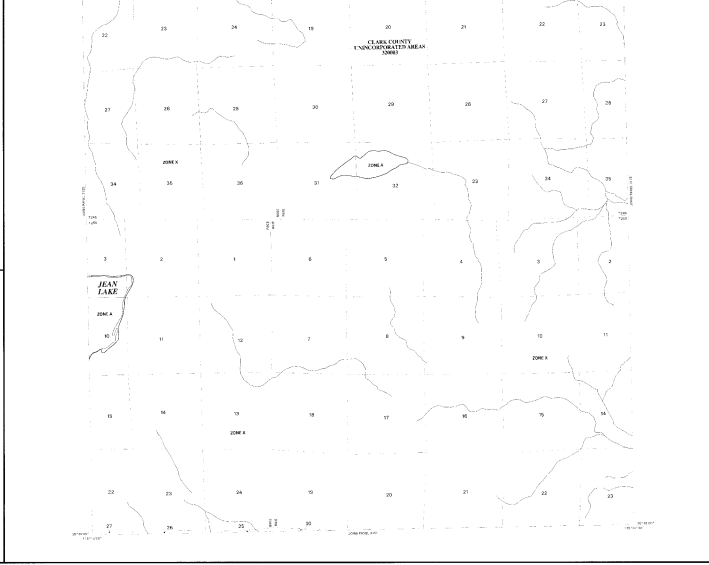 22 23 24 19 20 21 22 23
CLARK COUNTY
UNINCORPORATED AREAS
320003
27 26 25 30 29 28 27 26
ZONE X
ZONE A
34 35 36 31 32 33 34 35
3 2 1 6 5 4 3 2
JEAN
LAKE
ZONE A
10 11 12 7 8 9 10 11
ZONE X
15 14 13 18 17 16 15 14
ZONE X
22 23 24 19 20 21 22 23
27 26 25 30